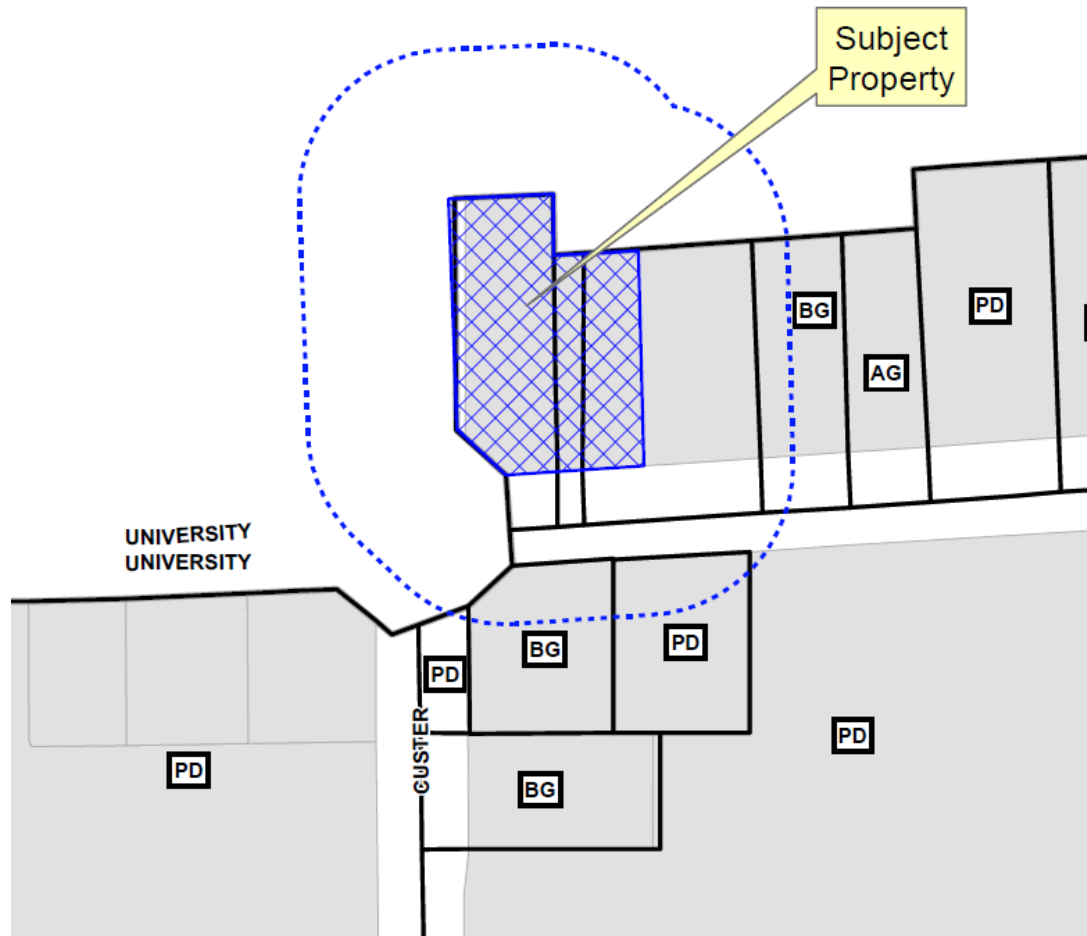 Subject
Property
BG
PD
AG
UNIVERSITY
UNIVERSITY
BG
PD
PD
CUSTER
PD
PD
BG